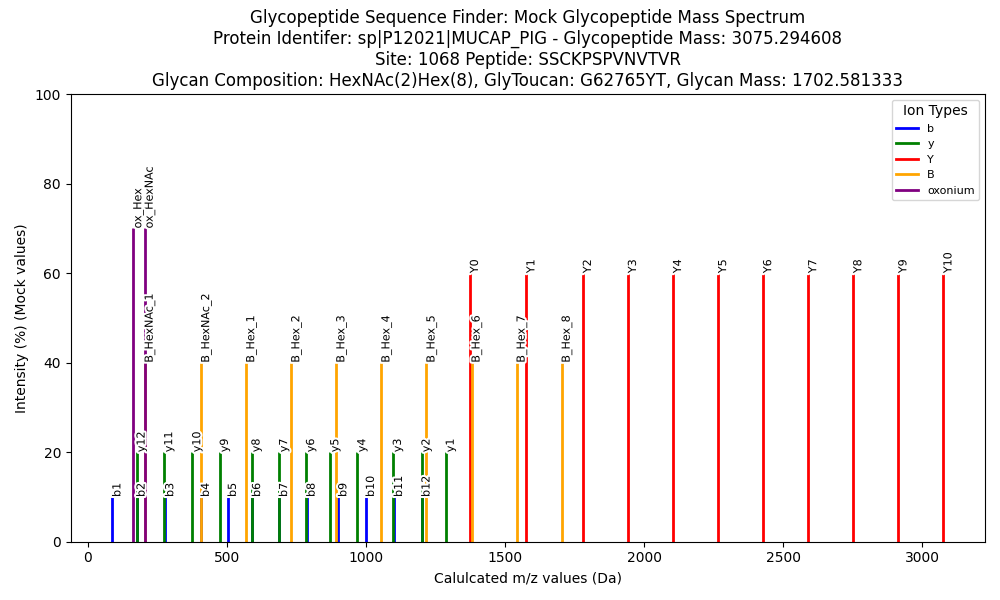 Glycopeptide Sequence Finder: Mock Glycopeptide Mass Spectrum
Protein Identifer: sp|P12021|MUCAP_PIG - Glycopeptide Mass: 3075.294608
Site: 1068 Peptide: SSCKPSPVNVTVR
Glycan Composition: HexNAc(2)Hex(8), GlyToucan: G62765YT, Glycan Mass: 1702.581333
Intensity (%) (Mock values)
100
80
60
40
20
0
Ion Types
b
y
Y
B
oxonium
ox_Hex
ox_HexNAc
Y0
Y1
Y2
Y3
Y4
Y5
Y6
Y7
Y8
Y9
Y10
B_HexNAc_1
B_HexNAc_2
B_Hex_1
B_Hex_2
B_Hex_3
B_Hex_4
B_Hex_5
B_Hex_6
B_Hex_7
B_Hex_8
y12
y11
y10
y9
y8
y7
y6
y5
y4
y3
y2
y1
b1
b2
b3
b4
b5
b6
b7
b8
b9
b10
b11
b12
0
500
1000
1500
2000
2500
3000
Calulcated m/z values (Da)